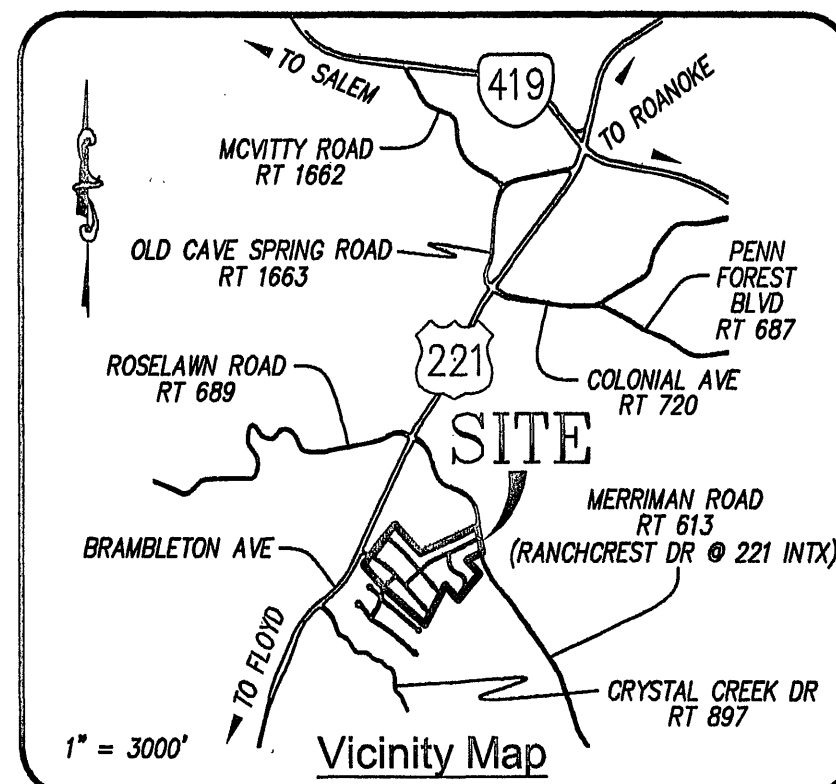 TO SALEM
419
TO ROANOKE
MCVITTY ROAD
RT 1662
OLD CAVE SPRING ROAD
RT 1663
PENN
FOREST
BLVD
RT 687
221
ROSELAWN ROAD
RT 689
COLONIAL AVE
RT 720
SITE
MERRIMAN ROAD
RT 613
(RANCHCREST DR @ 221 INTX)
BRAMBLETON AVE
TO FLOYD
CRYSTAL CREEK DR
RT 897
1" = 3000'
Vicinity Map